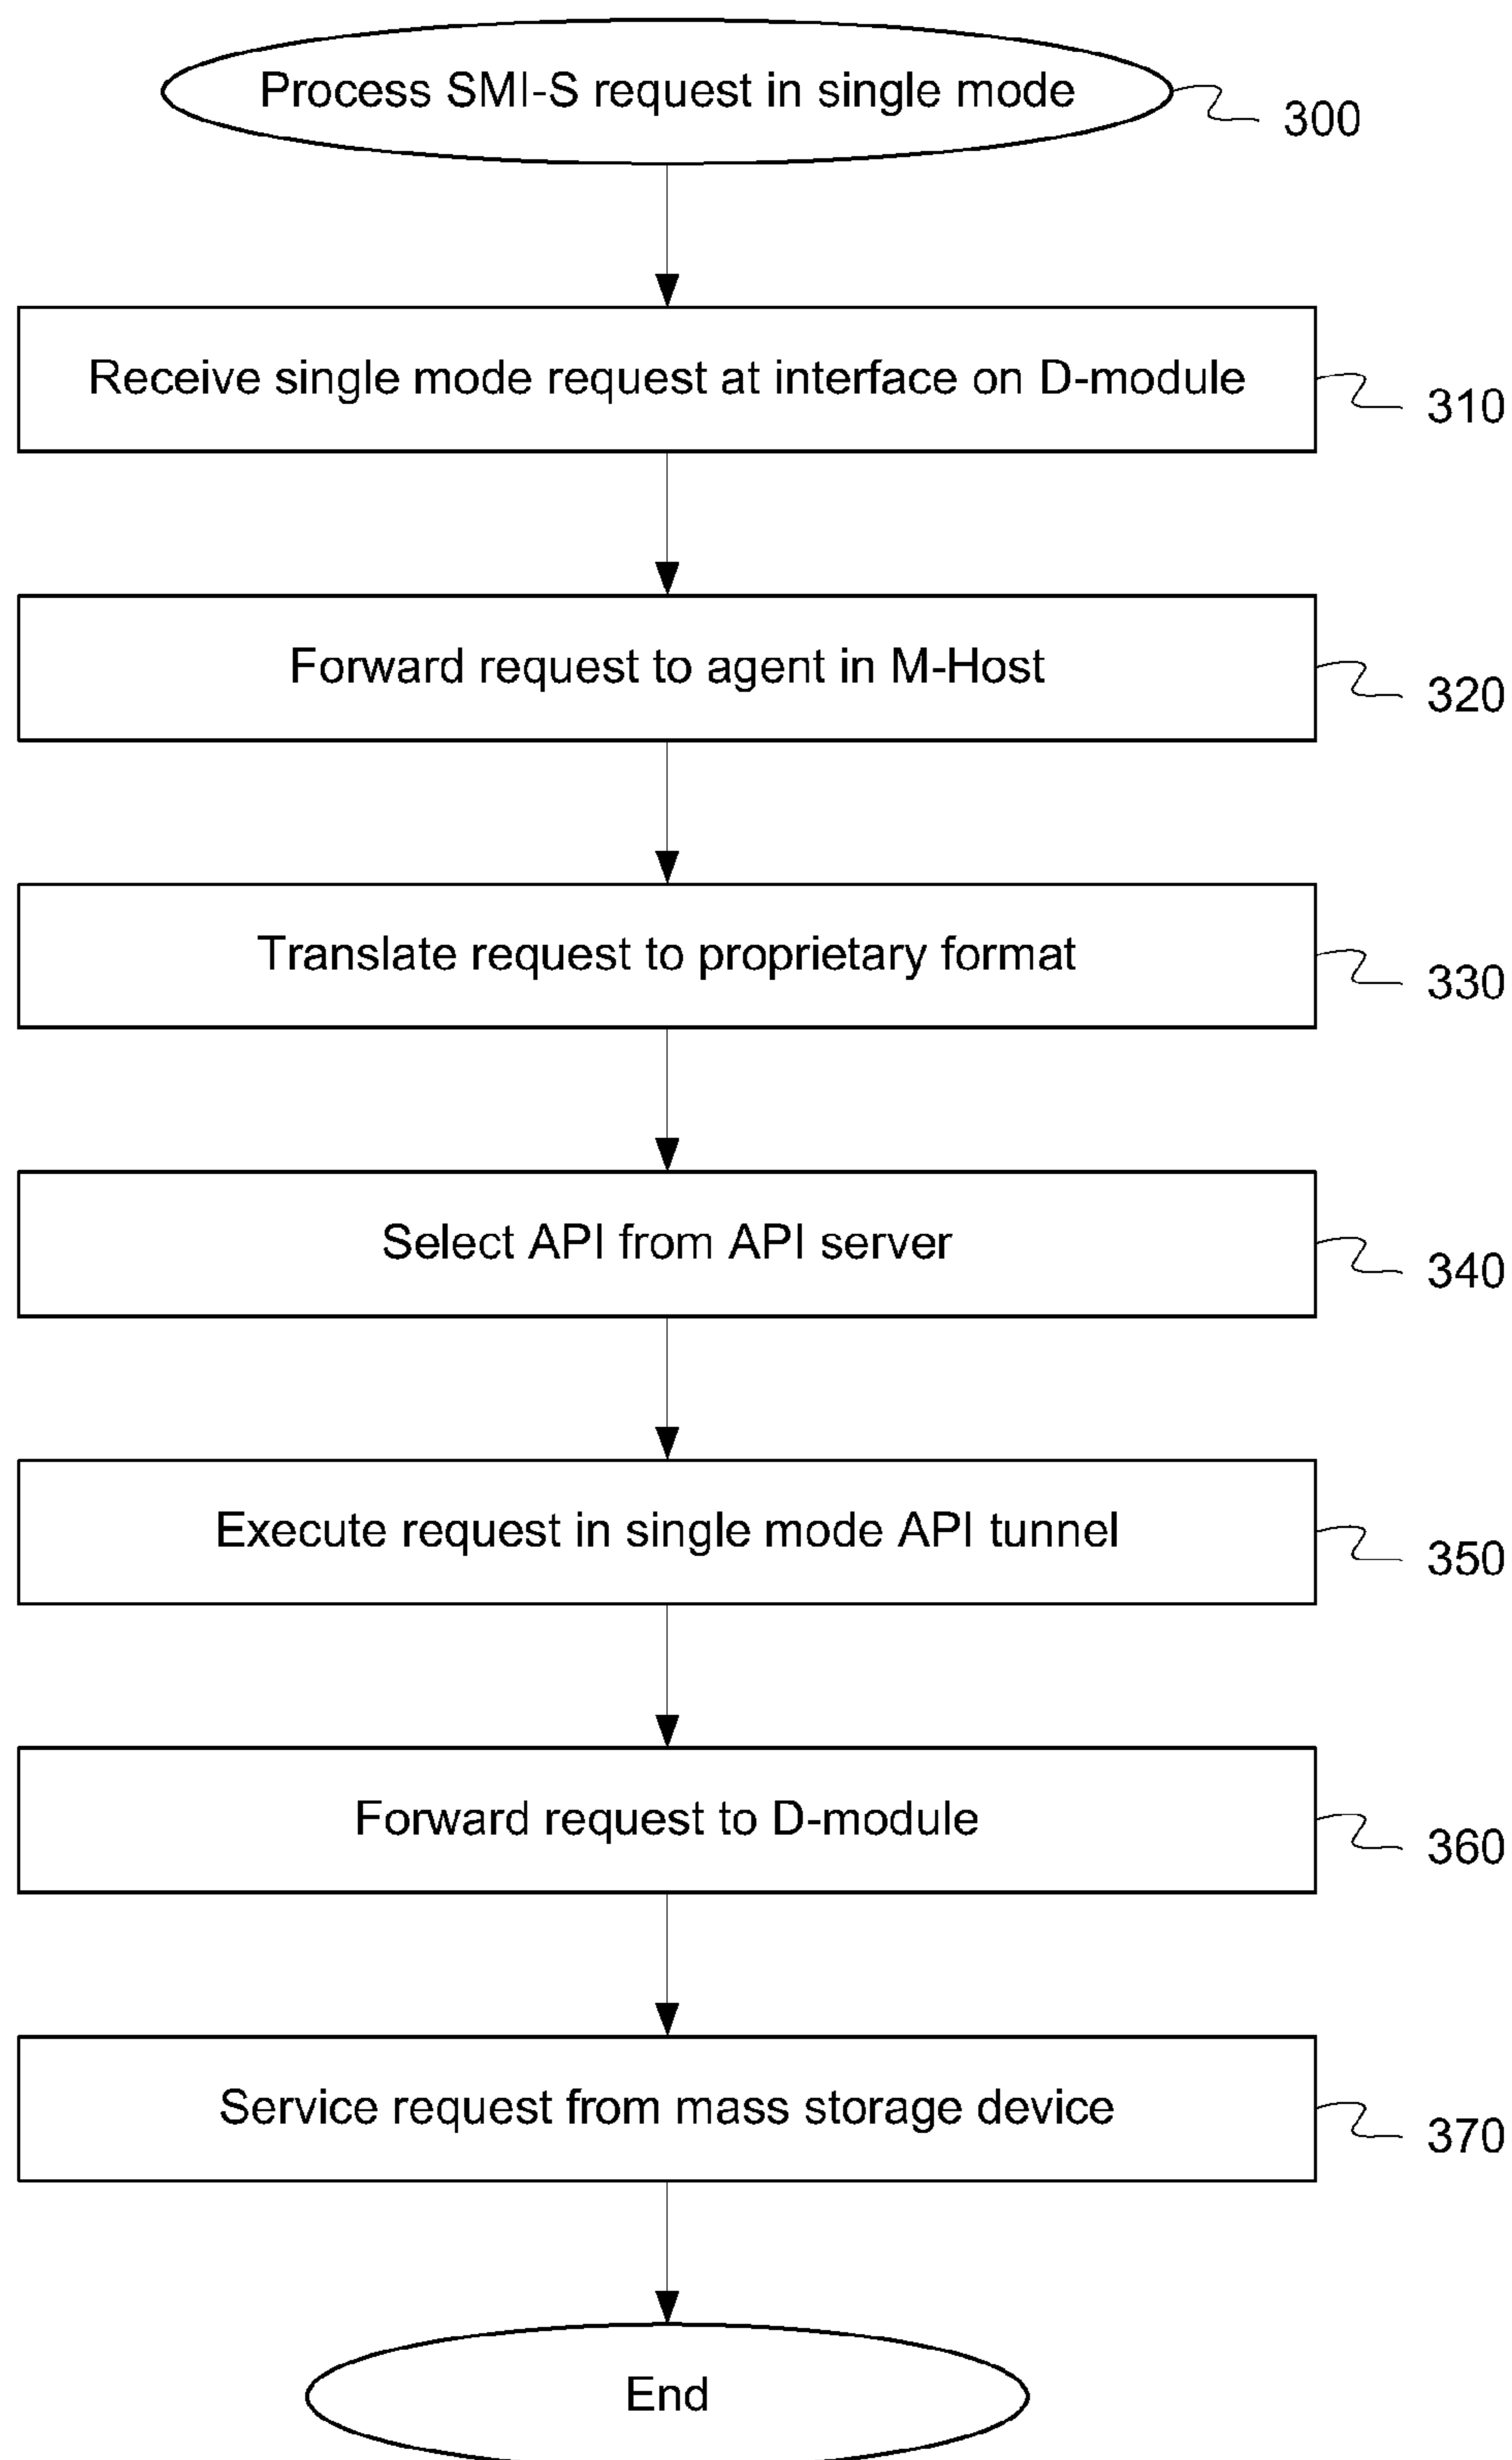 Process SMI-S request in single mode
300
Receive single mode request at interface on D-module
310
Forward request to agent in M-Host
320
Translate request to proprietary format
330
Select API from API server
340
Execute request in single mode API tunnel
350
Forward request to D-module
360
Service request from mass storage device
370
End